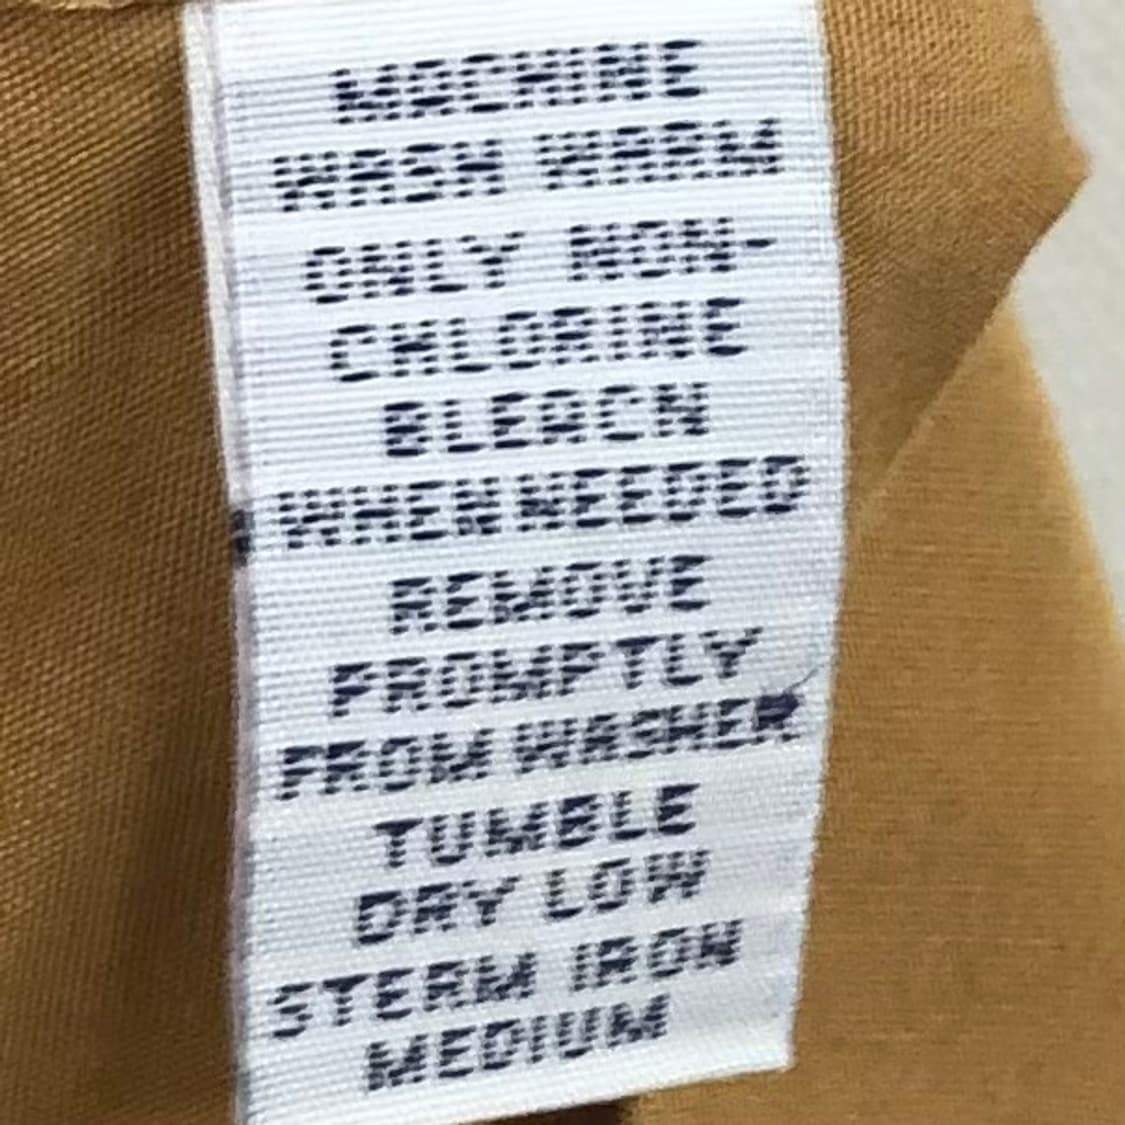 MACHINE
WASH WARM
ONLY NON-
CHLORINE
BLEACH
WHEN NEEDED
REMOVE
PROMPTLY
FROM WASHER
TUMBLE
DRY LOW
STEAM IRON
MEDIUM